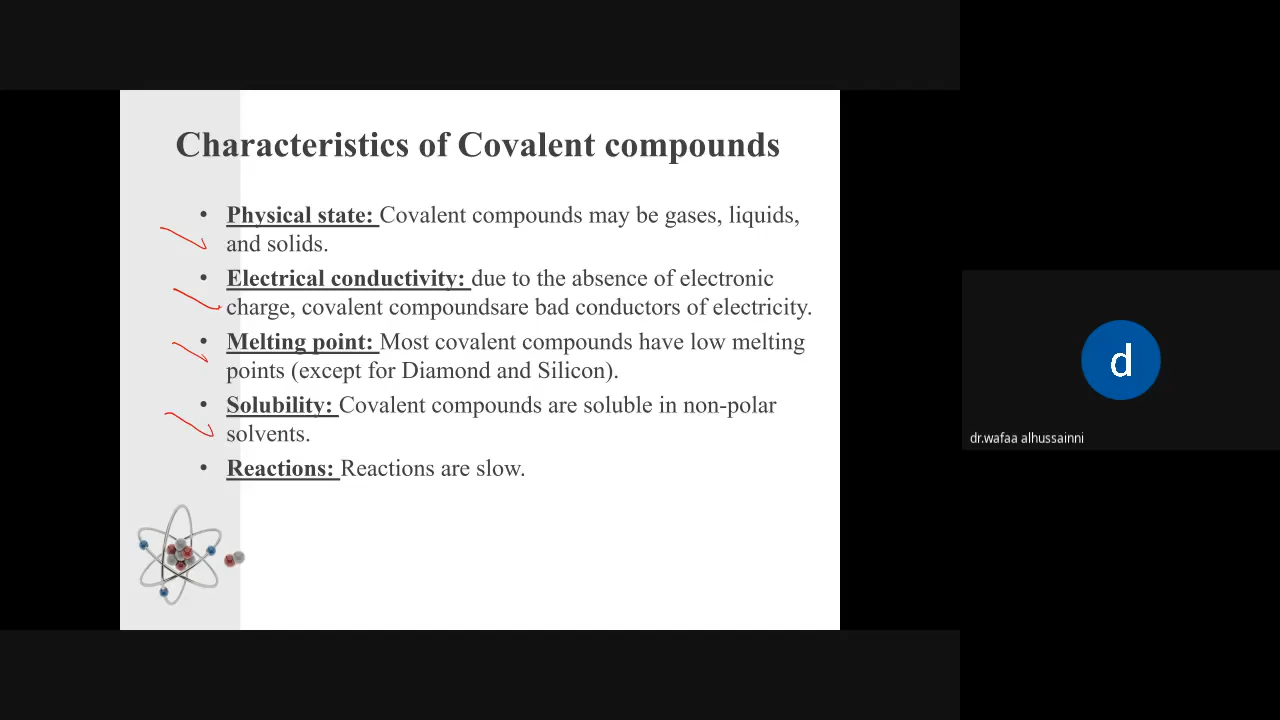 Characteristics of Covalent compounds
• Physical state: Covalent compounds may be gases, liquids,
and solids.
• Electrical conductivity: due to the absence of electronic
charge, covalent compoundsare bad conductors of electricity.
• Melting point: Most covalent compounds have low melting
points (except for Diamond and Silicon).
• Solubility: Covalent compounds are soluble in non-polar
solvents.
• Reactions: Reactions are slow.
d
dr.wafaa alhussainni